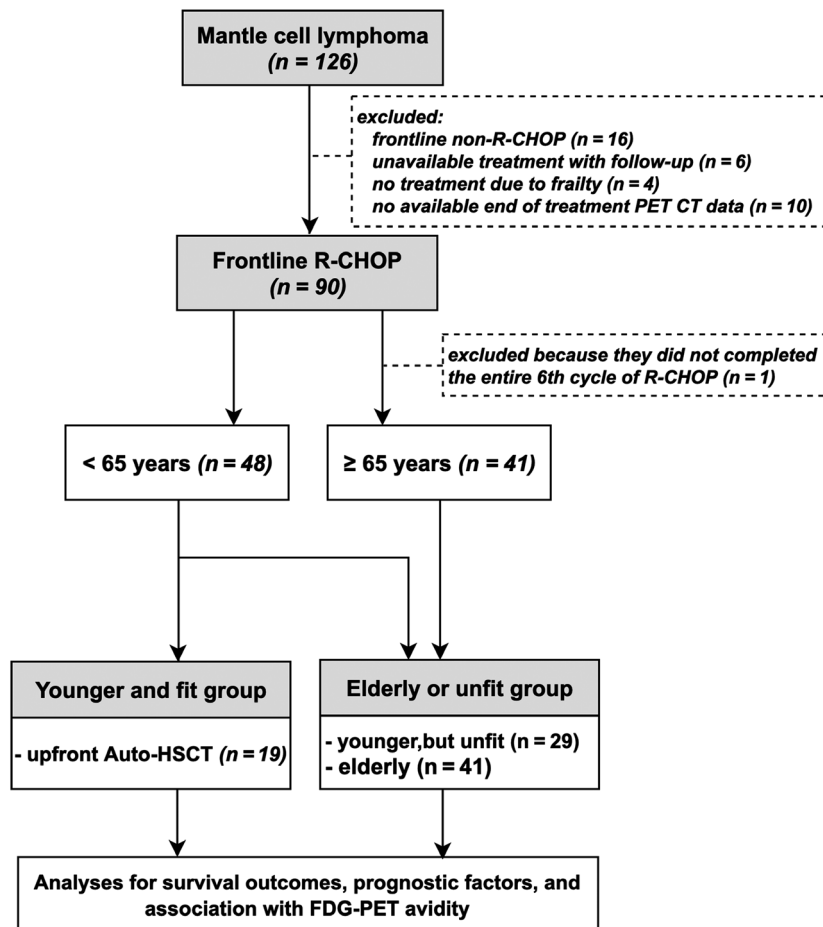 Mantle cell lymphoma
(n = 126)
excluded:
frontline non-R-CHOP (n = 16)
unavailable treatment with follow-up (n = 6)
no treatment due to frailty (n = 4)
no available end of treatment PET CT data (n = 10)
Frontline R-CHOP
(n = 90)
excluded because they did not completed
the entire 6th cycle of R-CHOP (n = 1)
< 65 years (n = 48)
≥ 65 years (n = 41)
Younger and fit group
- upfront Auto-HSCT (n = 19)
Elderly or unfit group
- younger,but unfit (n = 29)
- elderly (n = 41)
Analyses for survival outcomes, prognostic factors, and
association with FDG-PET avidity